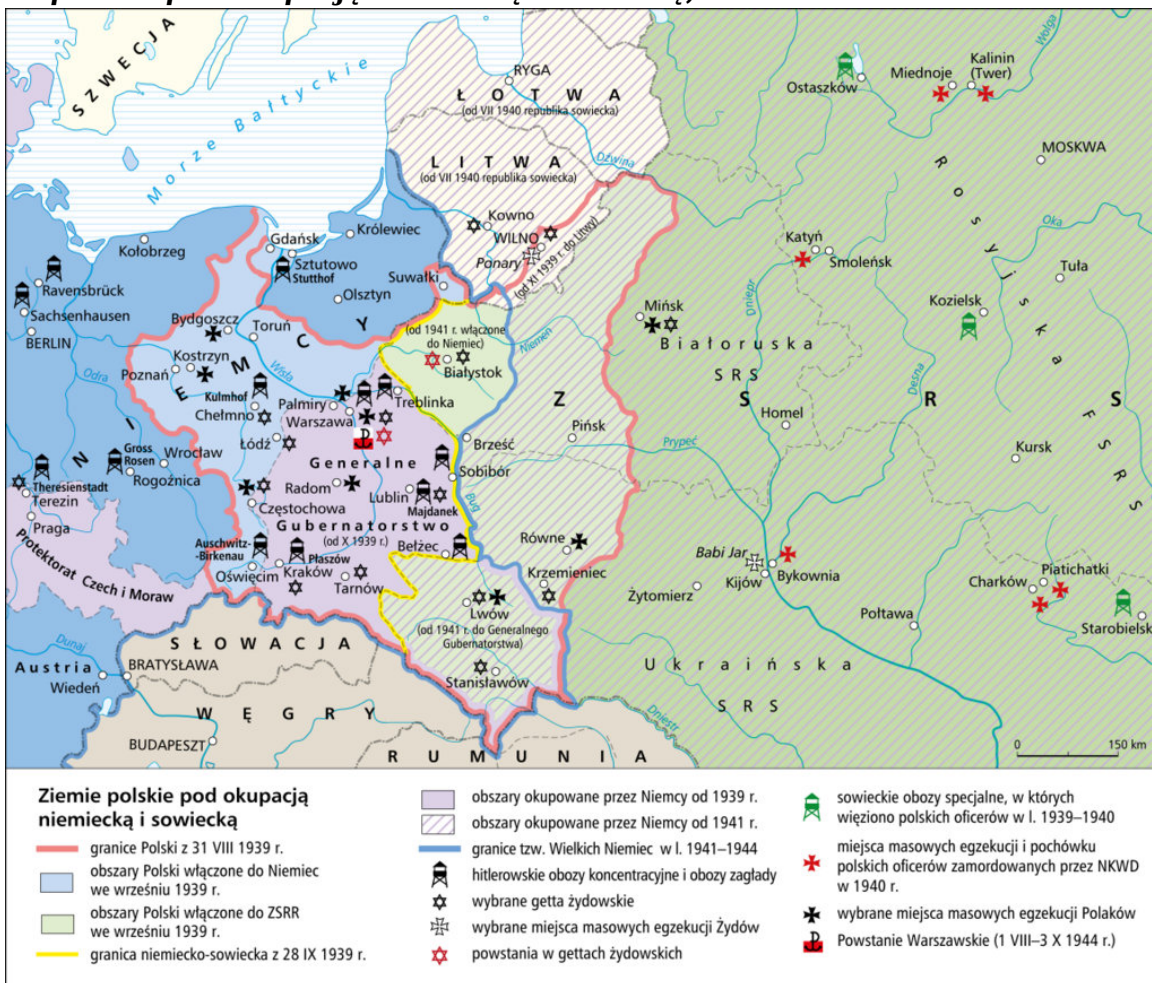 SZWECJA
Morze Bałtyckie
RYGA
ŁOTWA
(od VII 1940 republika sowiecka)
Dźwina
LITWA
(od VII 1940 republika sowiecka)
Kowno
WILNO
Ponary
(od XI 1939 r. do Litwy)
Ostaszków
Miednoje
Kalinin
(Twer)
Wołga
MOSKWA
Rosyjska FSRS
Oka
Tuła
Katyń
Smoleńsk
Kozielsk
Dniepr
Kołobrzeg
Gdańsk
Królewiec
Sztutowo
Stutthof
Suwałki
Olsztyn
Ravensbrück
Sachsenhausen
BERLIN
NIEMCY
Bydgoszcz
Toruń
(od 1941 r. włączone
do Niemiec)
Niemen
Białystok
Mińsk
Białoruska
SRS
Desna
ZSRS
Kostrzyn
Poznań
Odra
Wisła
Kulmhof
Chełmno
Palmiry
Warszawa
Treblinka
Łódź
Generalne
Gubernatorstwo
(od X 1939 r.)
Brześć
Pińsk
Prypeć
Homel
Kursk
Sobibór
Bug
Gross
Rosen
Wrocław
Rogoźnica
Theresienstadt
Terezin
Praga
Protektorat Czech i Moraw
Radom
Lublin
Majdanek
Częstochowa
Bełżec
Auschwitz-
-Birkenau
Płaszów
Oświęcim
Kraków
Tarnów
Równe
Krzemieniec
Babi Jar
Kijów
Bykownia
Żytomierz
Charków
Piatichatki
Starobielsk
Połtawa
Lwów
(od 1941 r. do Generalnego
Gubernatorstwa)
Stanisławów
Ukraińska
SRS
Dniestr
SŁOWACJA
Dunaj
Austria
Wiedeń
BRATYSŁAWA
WĘGRY
BUDAPESZT
RUMUNIA
0 150 km
Ziemie polskie pod okupacją
niemiecką i sowiecką
granice Polski z 31 VIII 1939 r.
obszary Polski włączone do Niemiec
we wrześniu 1939 r.
obszary Polski włączone do ZSRR
we wrześniu 1939 r.
granica niemiecko-sowiecka z 28 IX 1939 r.
obszary okupowane przez Niemcy od 1939 r.
obszary okupowane przez Niemcy od 1941 r.
granice tzw. Wielkich Niemiec w l. 1941–1944
hitlerowskie obozy koncentracyjne i obozy zagłady
wybrane getta żydowskie
wybrane miejsca masowych egzekucji Żydów
powstania w gettach żydowskich
sowieckie obozy specjalne, w których
więziono polskich oficerów w l. 1939–1940
miejsca masowych egzekucji i pochówku
polskich oficerów zamordowanych przez NKWD
w 1940 r.
wybrane miejsca masowych egzekucji Polaków
Powstanie Warszawskie (1 VIII–3 X 1944 r.)